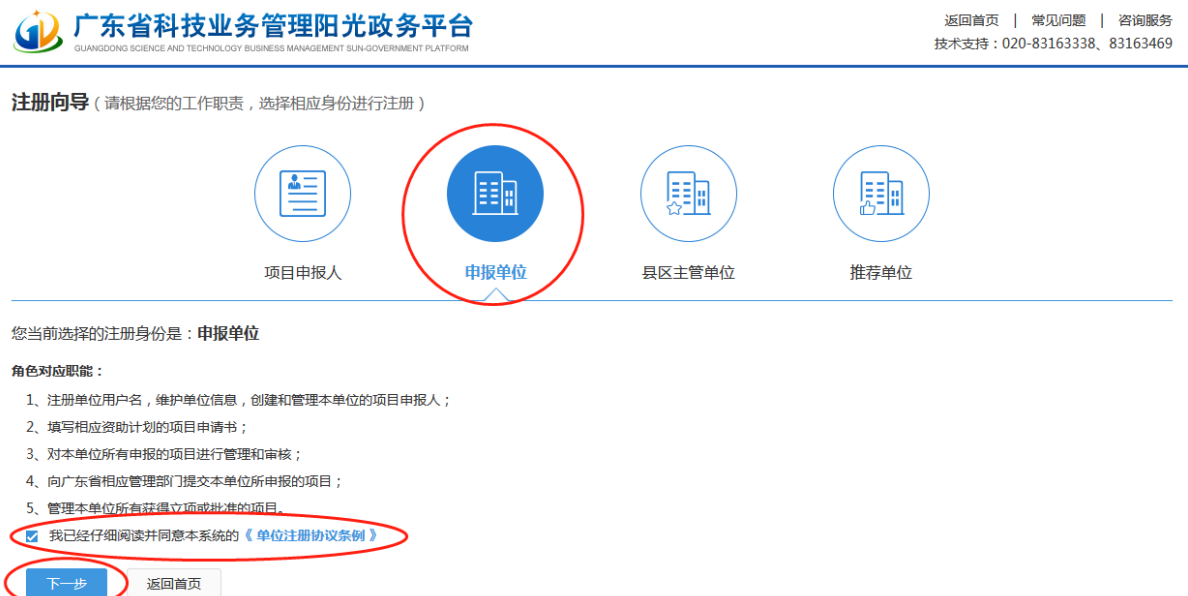 广东省科技业务管理阳光政务平台
GUANGDONG SCIENCE AND TECHNOLOGY BUSINESS MANAGEMENT SUN-GOVERNMENT PLATFORM
返回首页 | 常见问题 | 咨询服务
技术支持：020-83163338、83163469
注册向导（请根据您的工作职责，选择相应身份进行注册）
项目申报人
申报单位
县区主管单位
推荐单位
您当前选择的注册身份是：申报单位
角色对应职能：
1、注册单位用户名，维护单位信息，创建和管理本单位的项目申报人；
2、填写相应资助计划的项目申请书；
3、对本单位所有申报的项目进行管理和审核；
4、向广东省相应管理部门提交本单位所申报的项目；
5、管理本单位所有获得立项或批准的项目。
我已经仔细阅读并同意本系统的《 单位注册协议条例 》
下一步
返回首页